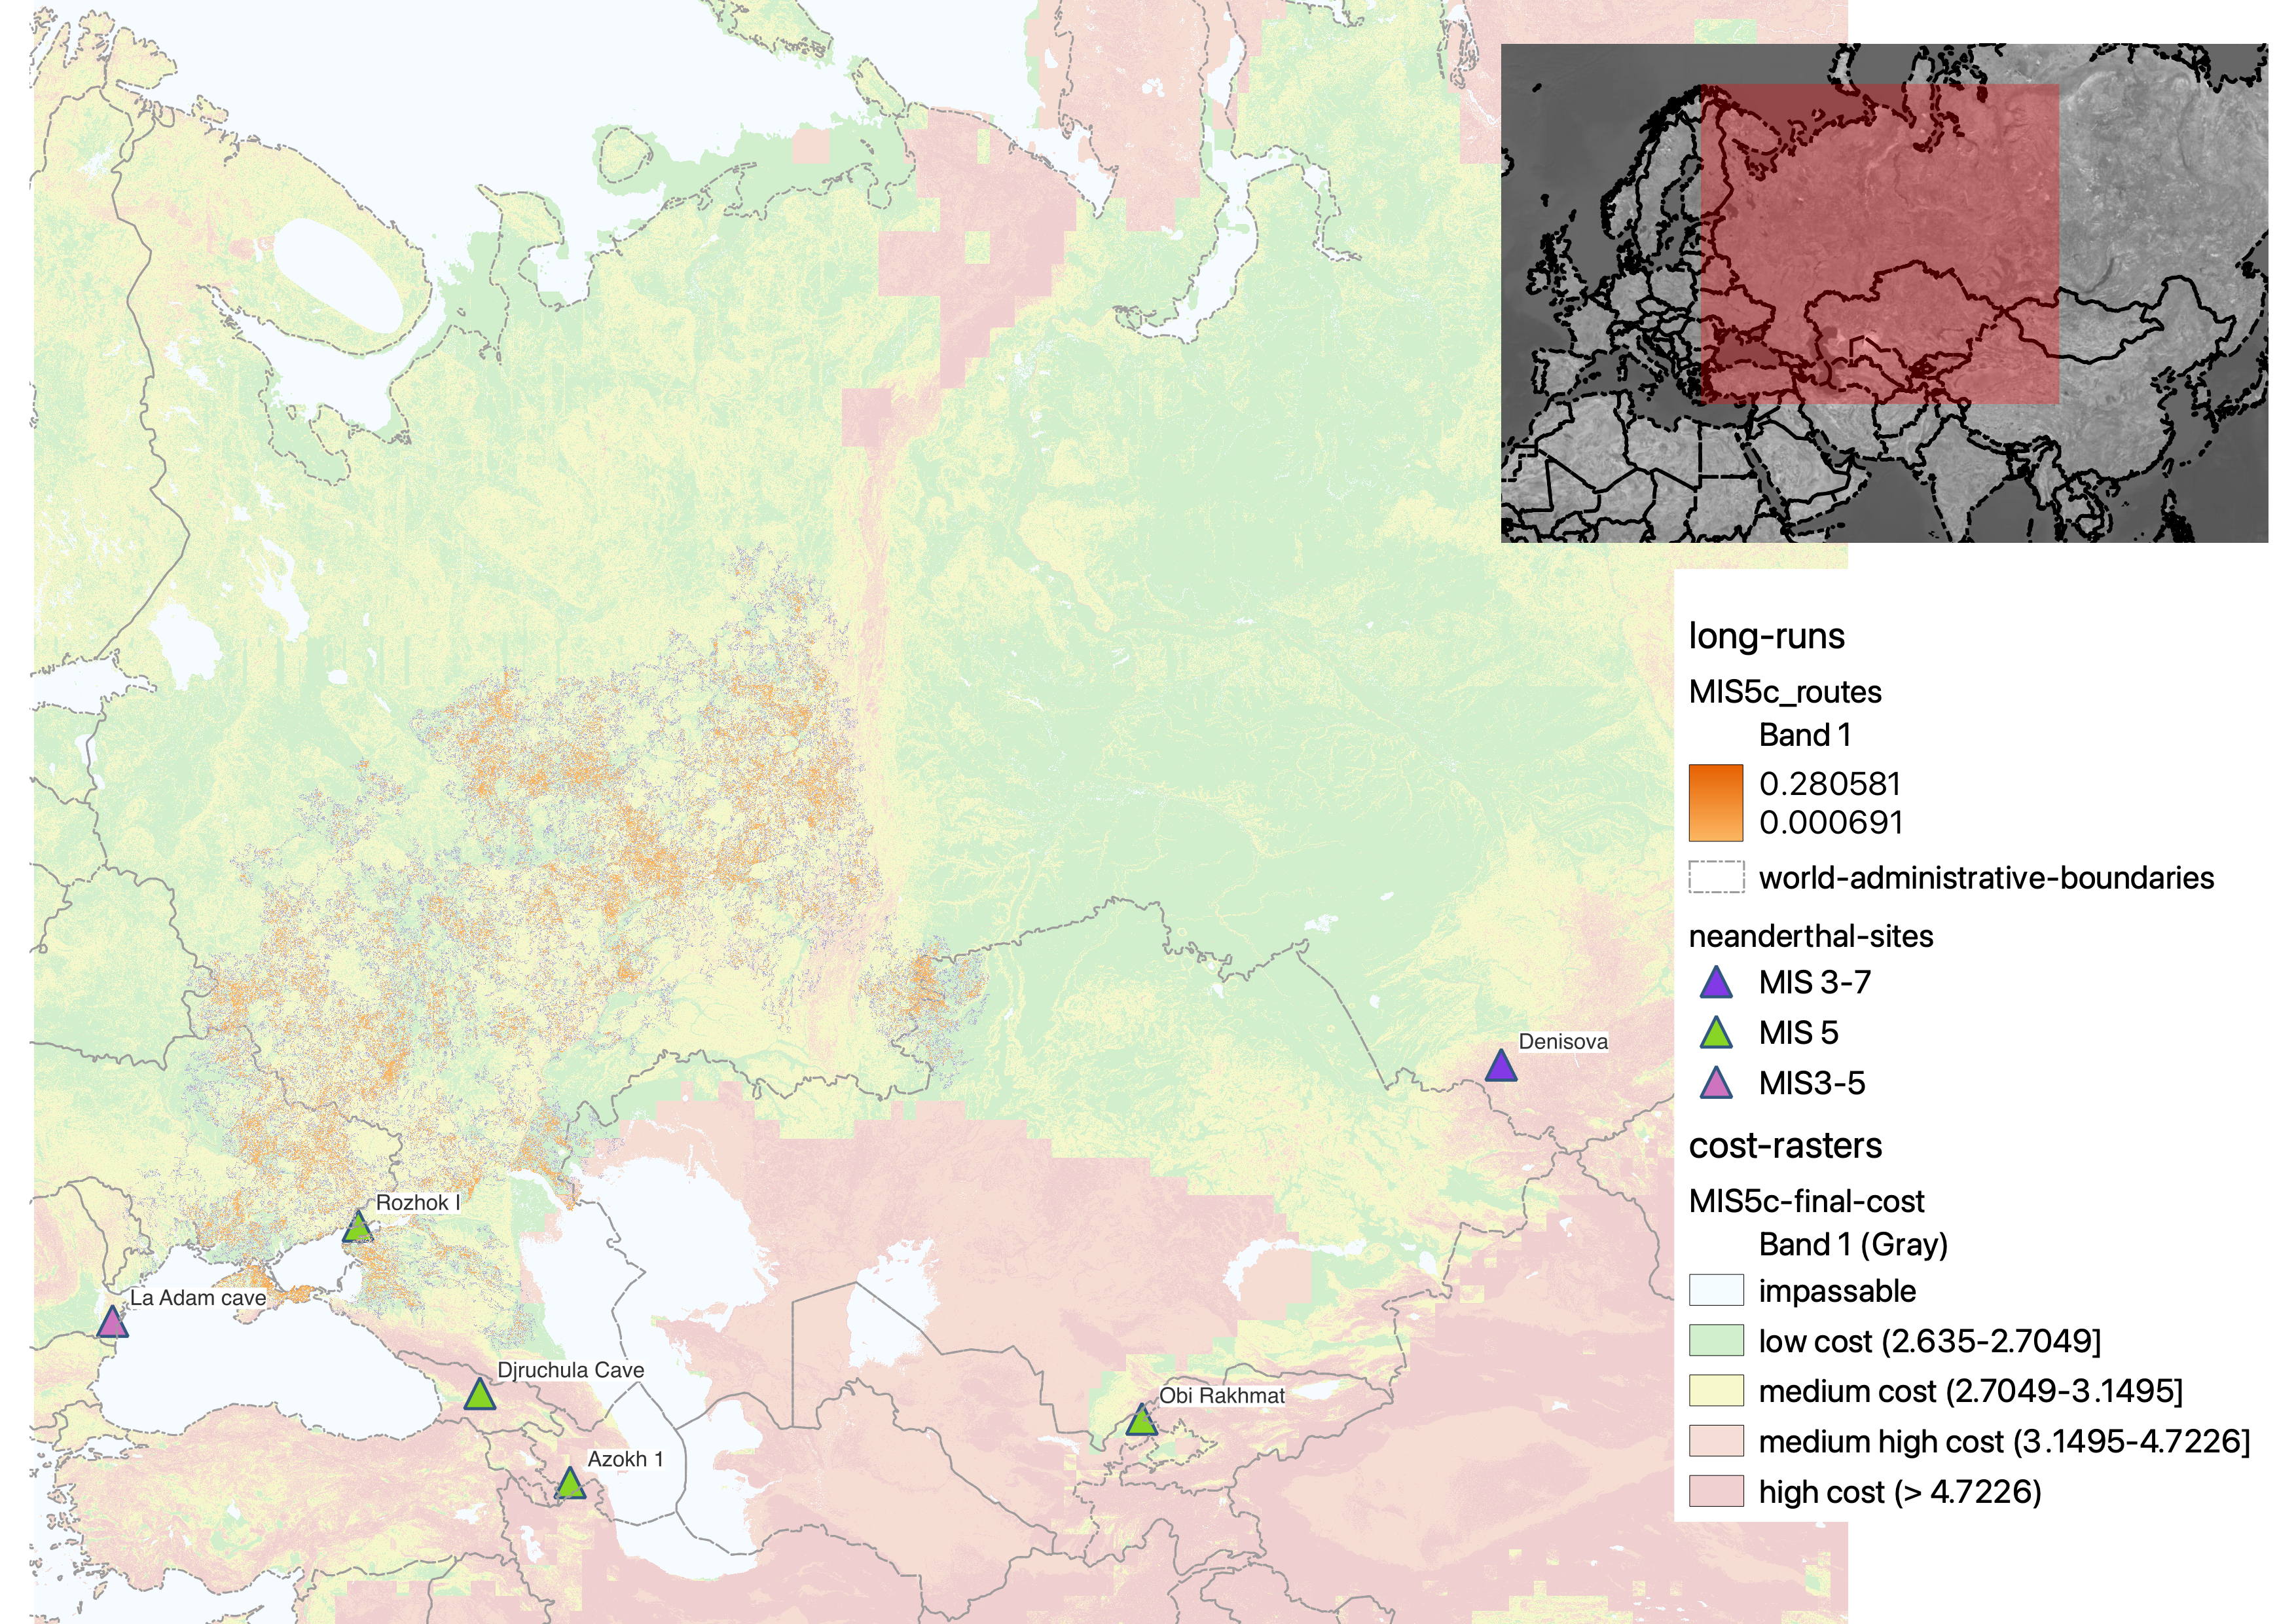 Denisova
Rozhok I
La Adam cave
Djruchula Cave
Obi Rakhmat
Azokh 1
long-runs
MIS5c_routes
Band 1
0.280581
0.000691
world-administrative-boundaries
neanderthal-sites
MIS 3-7
MIS 5
MIS3-5
cost-rasters
MIS5c-final-cost
Band 1 (Gray)
impassable
low cost (2.635-2.7049]
medium cost (2.7049-3.1495]
medium high cost (3.1495-4.7226]
high cost (> 4.7226)